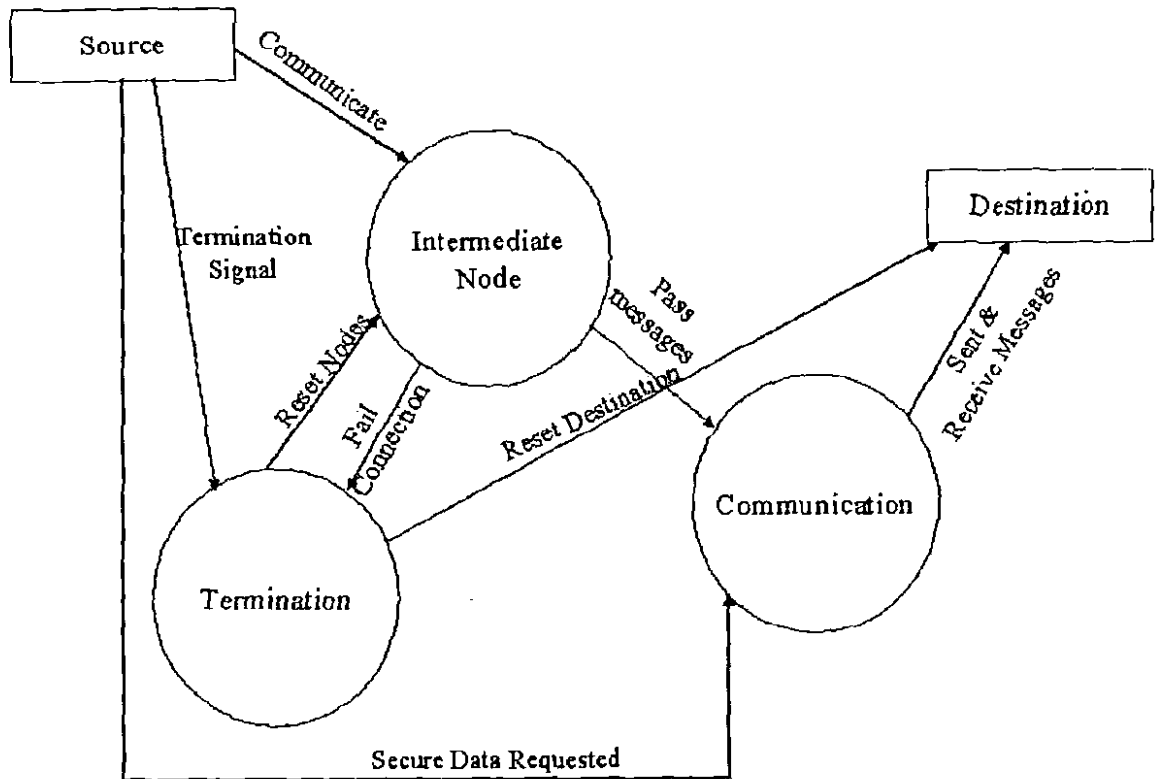 Source
Communicate
Termination
Signal
Intermediate
Node
Destination
Pass
messages
Reset Nodes
Fail
Connection
Reset Destination
Sent &
Receive Messages
Communication
Termination
Secure Data Requested